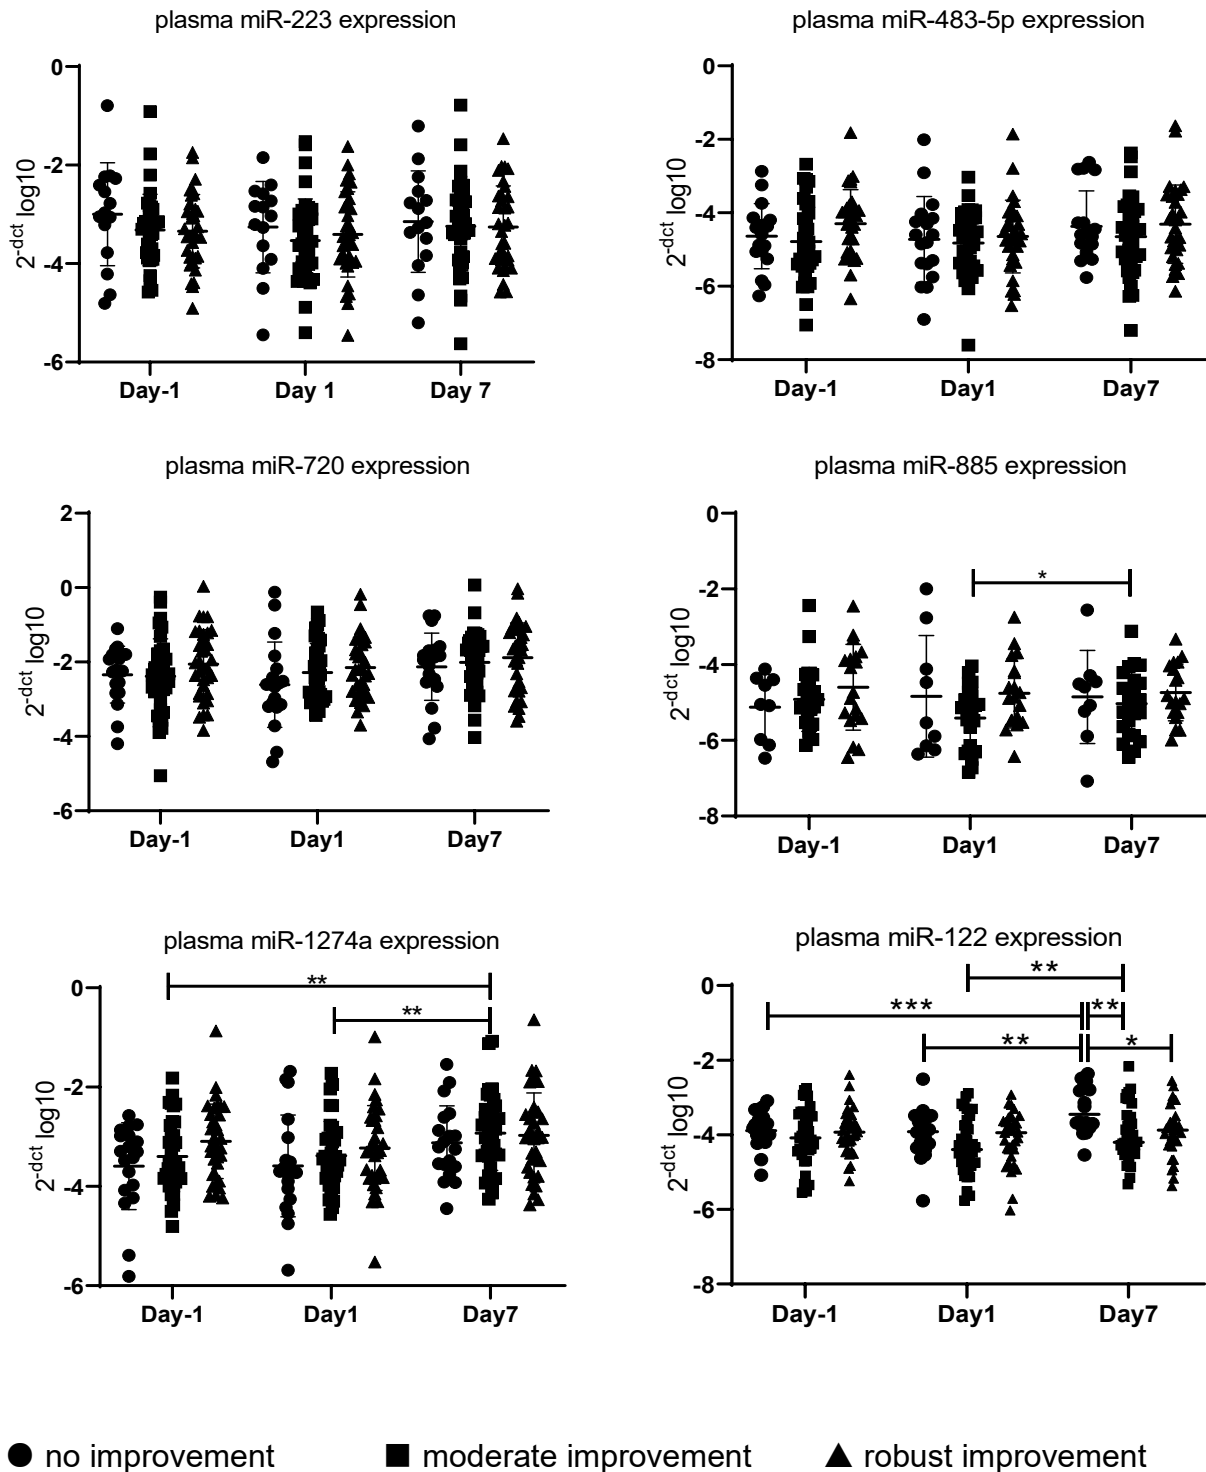 plasma miR-223 expression
0
-2
-4
-6
2-dct log10
Day-1 Day 1 Day 7
plasma miR-483-5p expression
0
-2
-4
-6
-8
2-dct log10
Day-1 Day1 Day7
plasma miR-720 expression
2
0
-2
-4
-6
2-dct log10
Day-1 Day1 Day7
plasma miR-885 expression
0
-2
-4
-6
-8
2-dct log10
*
Day-1 Day1 Day7
plasma miR-1274a expression
0
-2
-4
-6
2-dct log10
**
**
Day-1 Day1 Day7
plasma miR-122 expression
0
-2
-4
-6
-8
2-dct log10
**
*** **
** *
Day-1 Day1 Day7
no improvement moderate improvement robust improvement